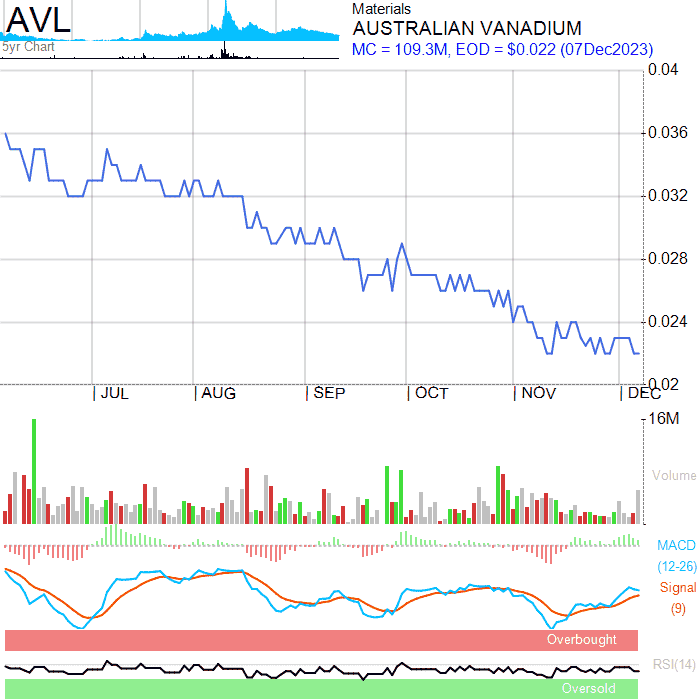 AVL
5yr Chart
Materials
AUSTRALIAN VANADIUM
MC = 109.3M, EOD = $0.022 (07Dec2023)
0.04
0.036
0.032
0.028
0.024
0.02
JUL AUG SEP OCT NOV DEC
16M
Volume
0
MACD
(12-26)
Signal
(9)
Overbought
RSI(14)
Oversold